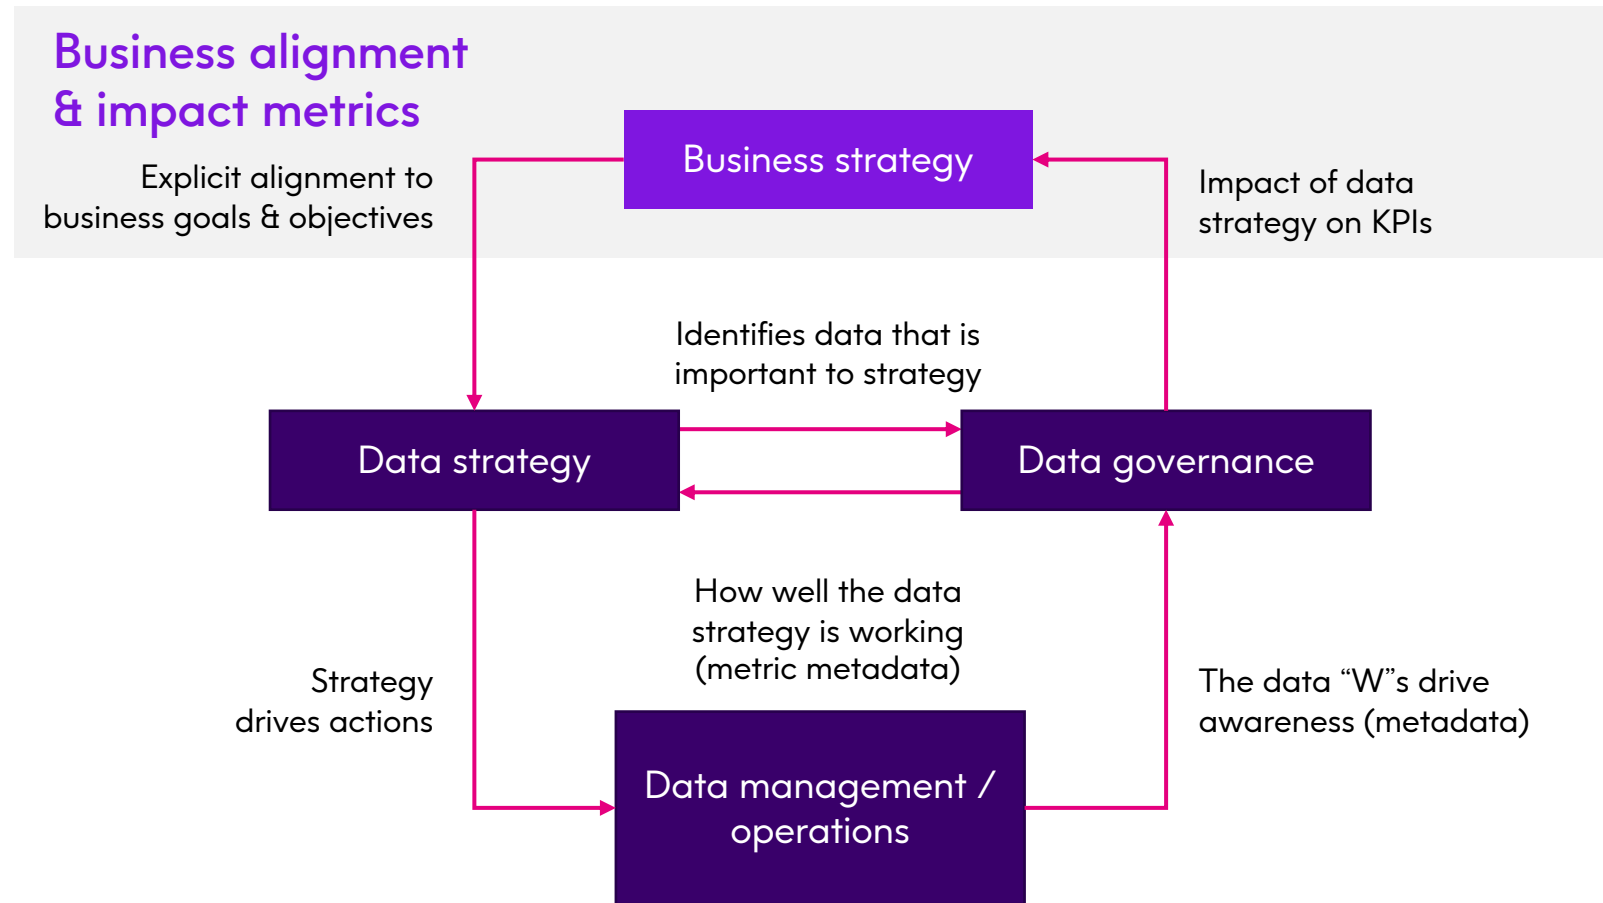 Business alignment
& impact metrics
Explicit alignment to
business goals & objectives
Business strategy
Impact of data
strategy on KPIs
Identifies data that is
important to strategy
Data strategy
Data governance
How well the data
strategy is working
(metric metadata)
Strategy
drives actions
The data “W”s drive
awareness (metadata)
Data management /
operations